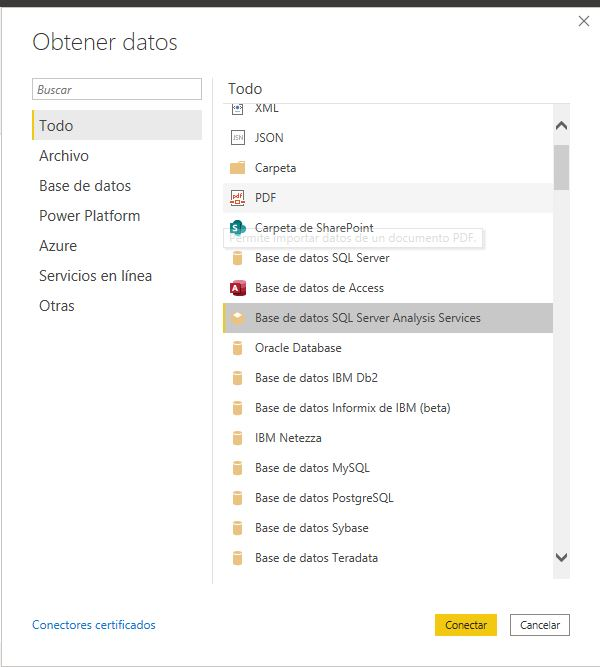 Obtener datos
Buscar
Todo
Archivo
Base de datos
Power Platform
Azure
Servicios en línea
Otras
Todo
XML
JSON
Carpeta
PDF
Carpeta de SharePoint
Permite importar datos de un documento PDF.
Base de datos SQL Server
Base de datos de Access
Base de datos SQL Server Analysis Services
Oracle Database
Base de datos IBM Db2
Base de datos Informix de IBM (beta)
IBM Netezza
Base de datos MySQL
Base de datos PostgreSQL
Base de datos Sybase
Base de datos Teradata
Conectores certificados
Conectar
Cancelar